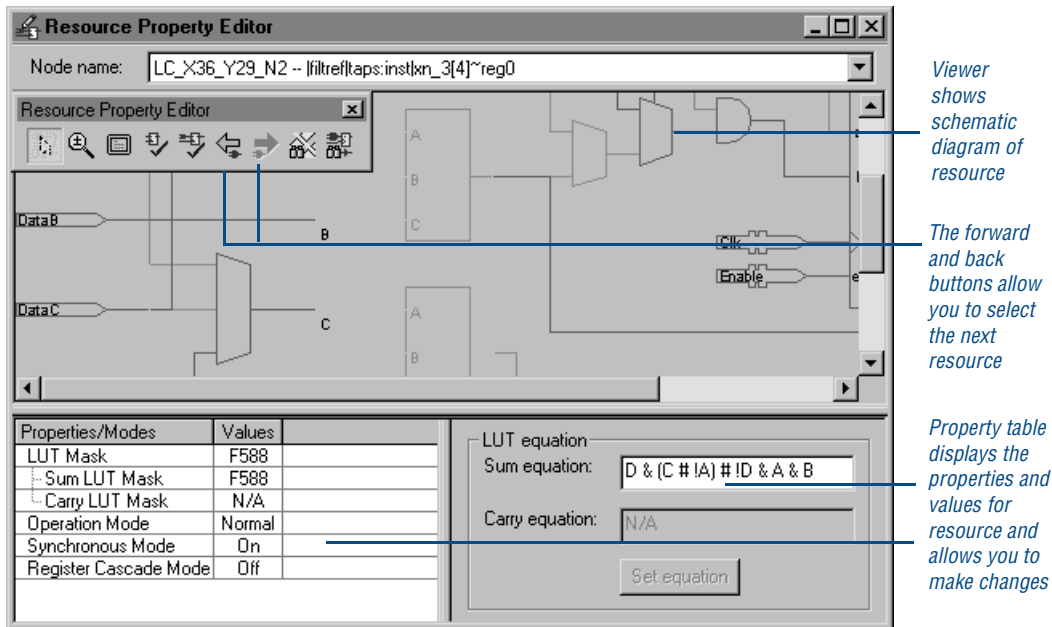 Resource Property Editor
Node name: LC_X36_Y29_N2 -- |filtref|taps:inst|xn_3[4]~reg0
Resource Property Editor
A
B
C
DataB
B
Clk
Enable
e
DataC
C
A
B
Properties/Modes Values
LUT Mask F588
Sum LUT Mask F588
Carry LUT Mask N/A
Operation Mode Normal
Synchronous Mode On
Register Cascade Mode Off
LUT equation
Sum equation: D & (C # !A) # !D & A & B
Carry equation: N/A
Set equation
Viewer
shows
schematic
diagram of
resource
The forward
and back
buttons allow
you to select
the next
resource
Property table
displays the
properties and
values for
resource and
allows you to
make changes